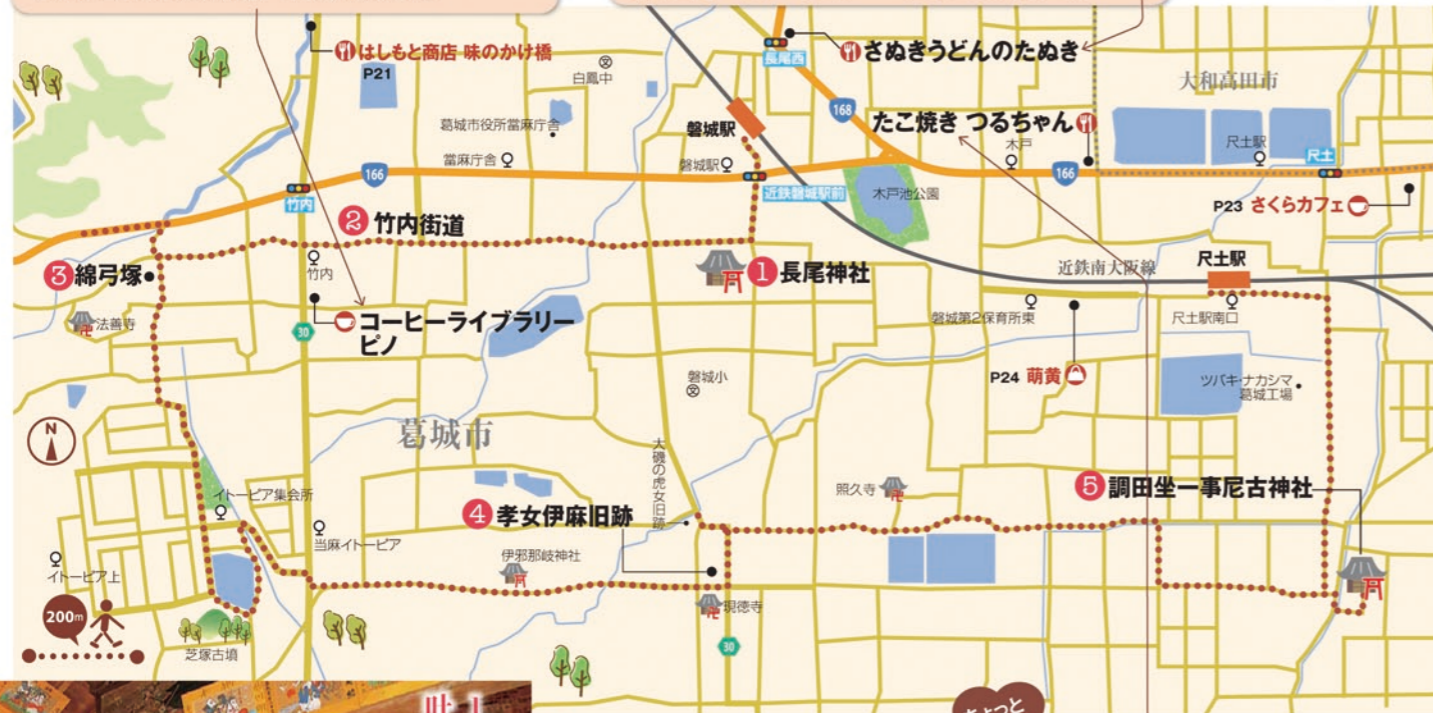 はしもと商店 味のかけ橋
P21
白鳳中
長尾西
さぬきうどんのたぬき
大和高田市
葛城市役所當麻庁舎
磐城駅
168
たこ焼き つるちゃん
木戸
尺土駅
尺土
當麻庁舎
磐城駅
166
166
竹内
近鉄磐城駅前
木戸池公園
P23 さくらカフェ
② 竹内街道
③ 綿弓塚
竹内
① 長尾神社
近鉄南大阪線
尺土駅
法善寺
30
コーヒーライブラリー
ピノ
磐城第2保育所東
尺土駅南口
磐城小
P24 萌黄
ツバキ・ナカシマ
葛城工場
N
葛城市
大磯の虎女旧跡
イトーピア集会所
照久寺
⑤ 調田坐一事尼古神社
④ 孝女伊麻旧跡
当麻イトーピア
伊邪那岐神社
イトーピア上
現徳寺
200m
芝塚古墳
30
ちょっと